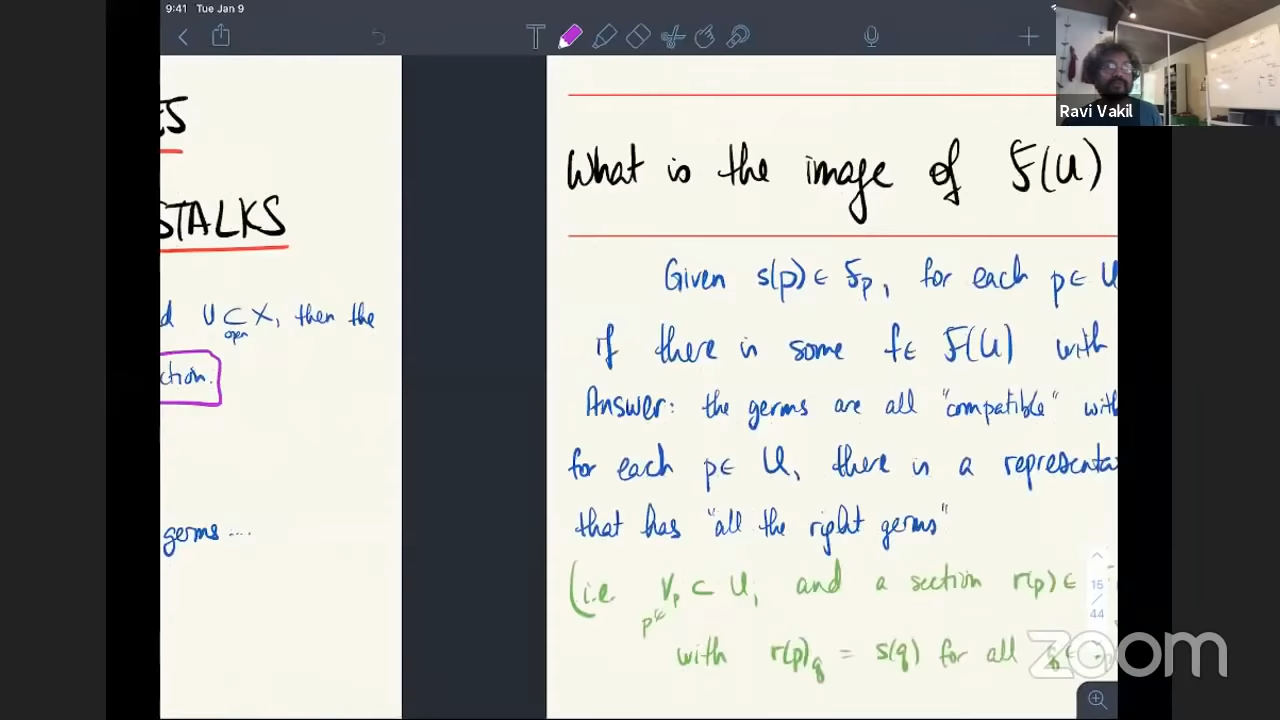 9:41 Tue Jan 9
Ravi Vakil
ES
STALKS
U ⊂ X, then the
open
ction.
germs ....
What is the image of F(U)
Given s(p) ∈ F_p, for each p ∈ U
if there is some f ∈ F(U) with
Answer: the germs are all "compatible" with
for each p ∈ U, there is a representa
that has "all the right germs"
(i.e. V_p ⊂ U, and a section r(p) ∈
p ∈
with r(p)_q = s(q) for all q ∈
15
/
44
zoom